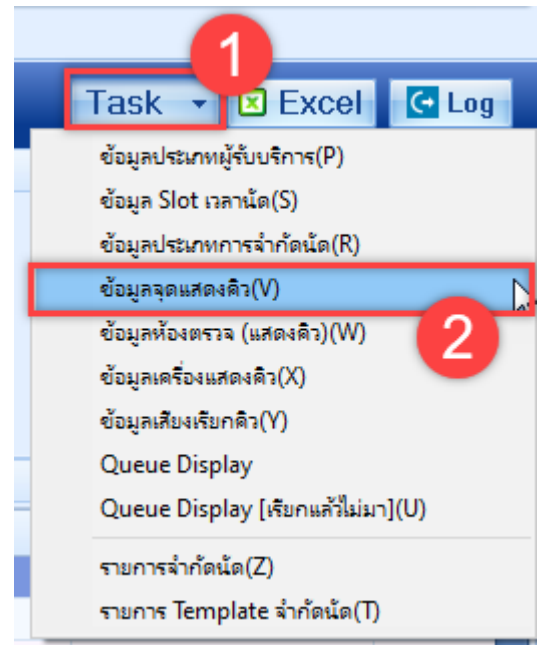 1
Task Excel Log
ข้อมูลประเภทผู้รับบริการ(P)
ข้อมูล Slot เวลานัด(S)
ข้อมูลประเภทการจำกัดนัด(R)
ข้อมูลจุดแสดงคิว(V)
2
ข้อมูลห้องตรวจ (แสดงคิว)(W)
ข้อมูลเครื่องแสดงคิว(X)
ข้อมูลเสียงเรียกคิว(Y)
Queue Display
Queue Display [เรียกแล้วไม่มา](U)
รายการจำกัดนัด(Z)
รายการ Template จำกัดนัด(T)